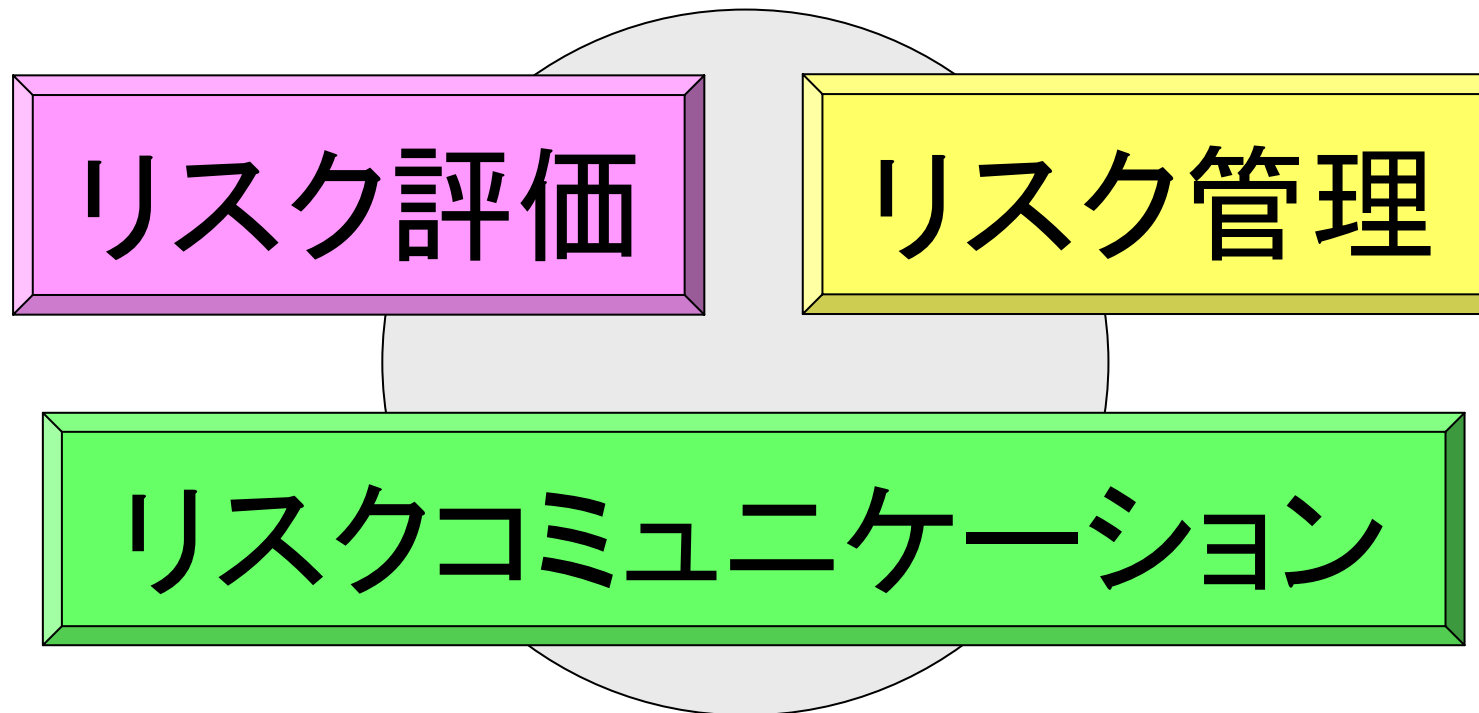 リスク評価
リスク管理
リスクコミュニケーション